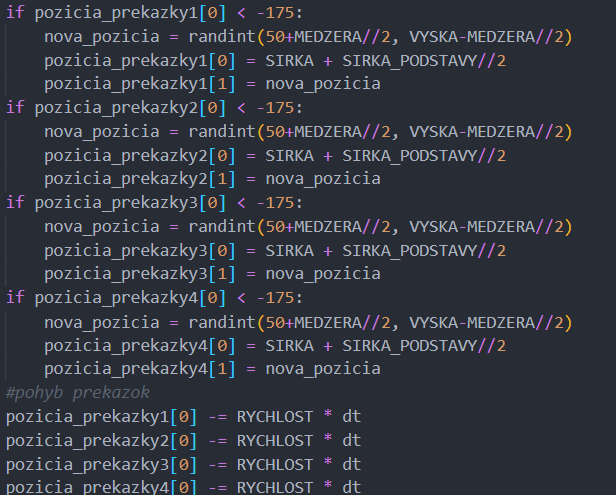 if pozicia_prekazky1[0] < -175:
    nova_pozicia = randint(50+MEDZERA//2, VYSKA-MEDZERA//2)
    pozicia_prekazky1[0] = SIRKA + SIRKA_PODSTAVY//2
    pozicia_prekazky1[1] = nova_pozicia
if pozicia_prekazky2[0] < -175:
    nova_pozicia = randint(50+MEDZERA//2, VYSKA-MEDZERA//2)
    pozicia_prekazky2[0] = SIRKA + SIRKA_PODSTAVY//2
    pozicia_prekazky2[1] = nova_pozicia
if pozicia_prekazky3[0] < -175:
    nova_pozicia = randint(50+MEDZERA//2, VYSKA-MEDZERA//2)
    pozicia_prekazky3[0] = SIRKA + SIRKA_PODSTAVY//2
    pozicia_prekazky3[1] = nova_pozicia
if pozicia_prekazky4[0] < -175:
    nova_pozicia = randint(50+MEDZERA//2, VYSKA-MEDZERA//2)
    pozicia_prekazky4[0] = SIRKA + SIRKA_PODSTAVY//2
    pozicia_prekazky4[1] = nova_pozicia
#pohyb prekazok
pozicia_prekazky1[0] -= RYCHLOST * dt
pozicia_prekazky2[0] -= RYCHLOST * dt
pozicia_prekazky3[0] -= RYCHLOST * dt
pozicia_prekazky4[0] -= RYCHLOST * dt